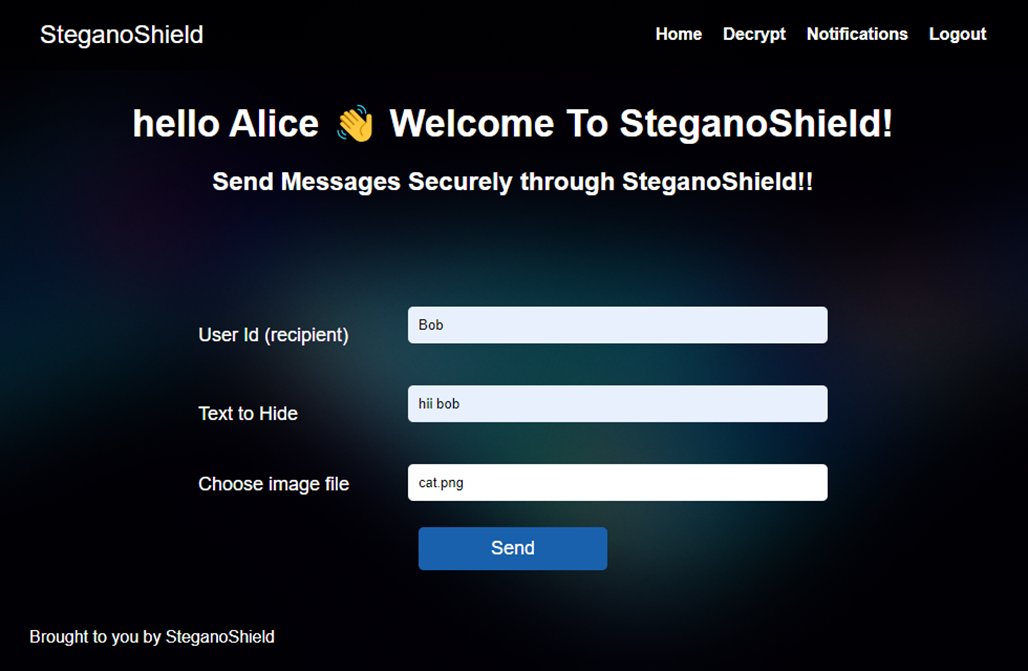 SteganoShield
Home Decrypt Notifications Logout
hello Alice 👋 Welcome To SteganoShield!
Send Messages Securely through SteganoShield!!
User Id (recipient) Bob
Text to Hide hii bob
Choose image file cat.png
Send
Brought to you by SteganoShield